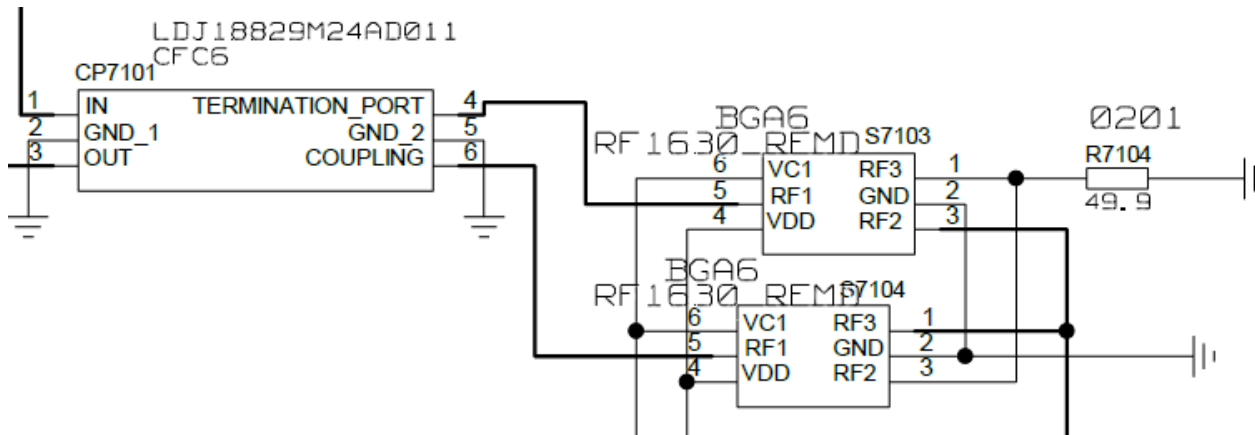 LDJ18829M24AD011
CFC6
CP7101
1 IN TERMINATION_PORT 4
2 GND_1 GND_2 5
3 OUT COUPLING 6
BGA6
RF1630_REMD
S7103
6 VC1 RF3 1
5 RF1 GND 2
4 VDD RF2 3
0201
R7104
49.9
BGA6
RF1630_REMD
S7104
6 VC1 RF3 1
5 RF1 GND 2
4 VDD RF2 3